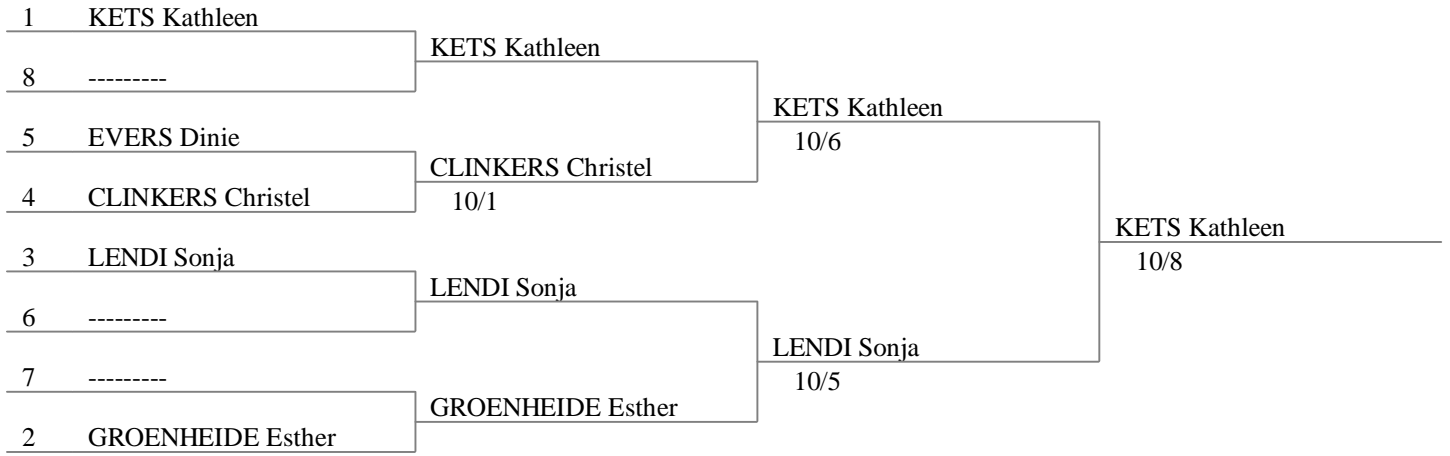 1 KETS Kathleen
KETS Kathleen
8 ---------
KETS Kathleen
10/6
5 EVERS Dinie
CLINKERS Christel
10/1
4 CLINKERS Christel
KETS Kathleen
10/8
3 LENDI Sonja
LENDI Sonja
6 ---------
LENDI Sonja
10/5
7 ---------
GROENHEIDE Esther
2 GROENHEIDE Esther